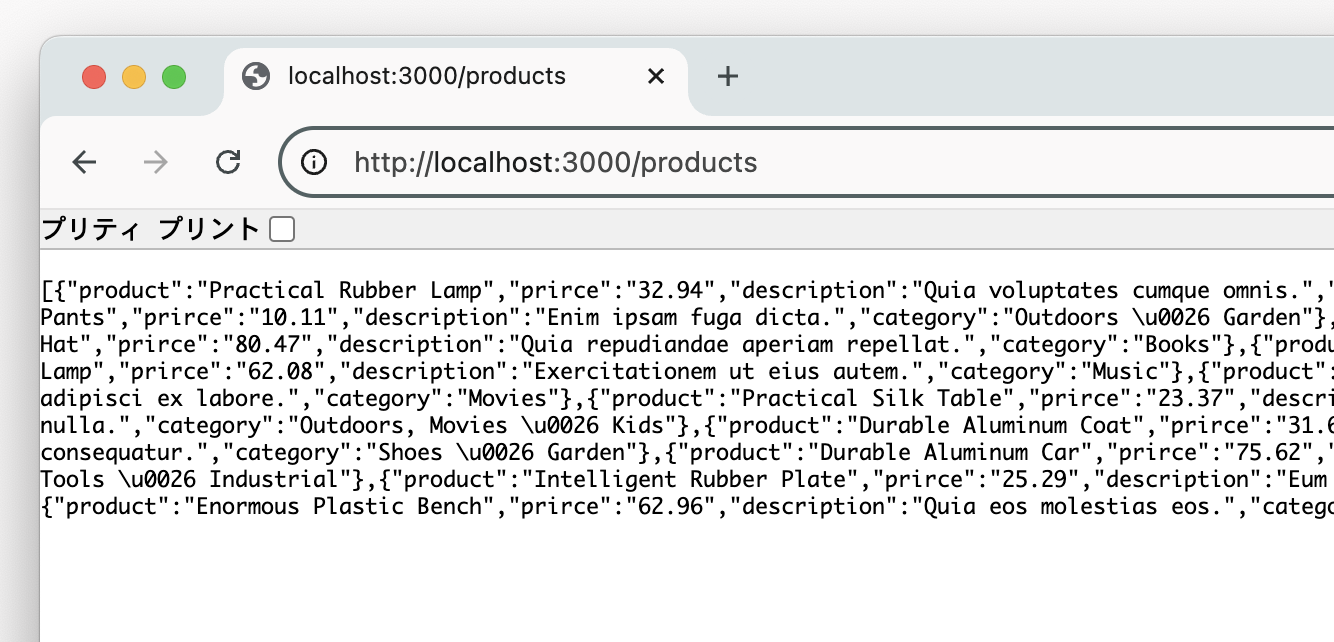 localhost:3000/products
http://localhost:3000/products
プリティ プリント
[{"product":"Practical Rubber Lamp","prirce":"32.94","description":"Quia voluptates cumque omnis.","
Pants","prirce":"10.11","description":"Enim ipsam fuga dicta.","category":"Outdoors \u0026 Garden"},
Hat","prirce":"80.47","description":"Quia repudiandae aperiam repellat.","category":"Books"},{"produ
Lamp","prirce":"62.08","description":"Exercitationem ut eius autem.","category":"Music"},{"product":
adipisci ex labore.","category":"Movies"},{"product":"Practical Silk Table","prirce":"23.37","descri
nulla.","category":"Outdoors, Movies \u0026 Kids"},{"product":"Durable Aluminum Coat","prirce":"31.6
consequatur.","category":"Shoes \u0026 Garden"},{"product":"Durable Aluminum Car","prirce":"75.62","
Tools \u0026 Industrial"},{"product":"Intelligent Rubber Plate","prirce":"25.29","description":"Eum
{"product":"Enormous Plastic Bench","prirce":"62.96","description":"Quia eos molestias eos.","catego